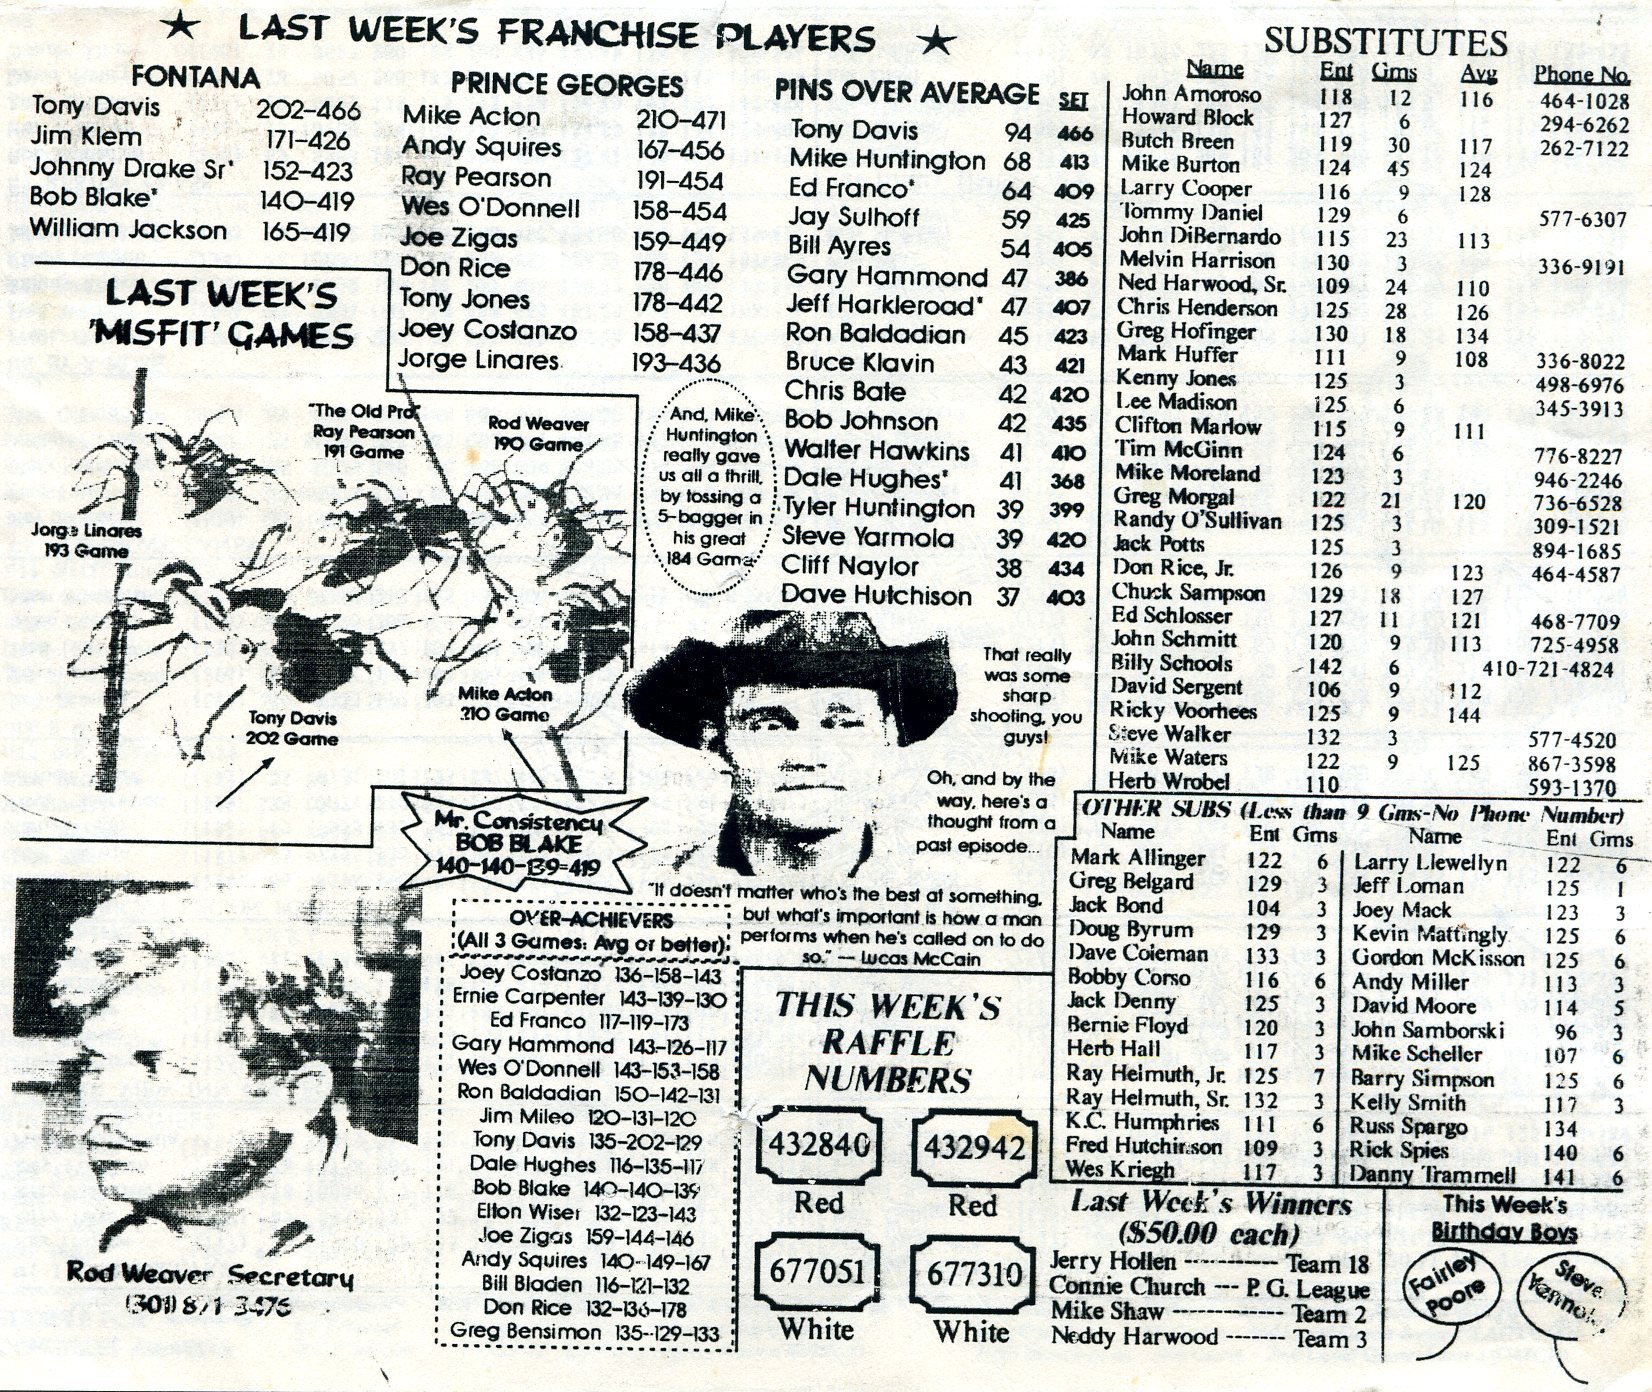 ★ LAST WEEK'S FRANCHISE PLAYERS ★
FONTANA
Tony Davis 202–466
Jim Klem 171–426
Johnny Drake Sr* 152–423
Bob Blake* 140–419
William Jackson 165–419
PRINCE GEORGES
Mike Acton 210–471
Andy Squires 167–456
Ray Pearson 191–454
Wes O'Donnell 158–454
Joe Zigas 159–449
Don Rice 178–446
Tony Jones 178–442
Joey Costanzo 158–437
Jorge Linares 193–436
PINS OVER AVERAGE SET
Tony Davis 94 466
Mike Huntington 68 413
Ed Franco* 64 409
Jay Sulhoff 59 425
Bill Ayres 54 405
Gary Hammond 47 386
Jeff Harkleroad* 47 407
Ron Baldadian 45 423
Bruce Klavin 43 421
Chris Bate 42 420
Bob Johnson 42 435
Walter Hawkins 41 410
Dale Hughes* 41 368
Tyler Huntington 39 399
Steve Yarmola 39 420
Cliff Naylor 38 434
Dave Hutchison 37 403
LAST WEEK'S
'MISFIT' GAMES
"The Old Pro"
Ray Pearson
191 Game
Rod Weaver
190 Game
Jorge Linares
193 Game
Tony Davis
202 Game
Mike Acton
210 Game
And, Mike
Huntington
really gave
us all a thrill,
by tossing a
5-bagger in
his great
184 Game
Mr. Consistency
BOB BLAKE
140–140–139=419
That really
was some
sharp
shooting, you
guys!
Oh, and by the
way, here's a
thought from a
past episode...
"It doesn't matter who's the best at something,
but what's important is how a man
performs when he's called on to do
so." — Lucas McCain
Rod Weaver, Secretary
(301) 871-3476
OVER-ACHIEVERS
(All 3 Games: Avg or better)
Joey Costanzo 136–158–143
Ernie Carpenter 143–139–130
Ed Franco 117–119–173
Gary Hammond 143–126–117
Wes O'Donnell 143–153–158
Ron Baldadian 150–142–131
Jim Mileo 120–131–120
Tony Davis 135–202–129
Dale Hughes 116–135–117
Bob Blake 140–140–139
Elton Wiser 132–123–143
Joe Zigas 159–144–146
Andy Squires 140–149–167
Bill Bladen 116–121–132
Don Rice 132–136–178
Greg Bensimon 135–129–133
THIS WEEK'S
RAFFLE
NUMBERS
432840 432942
Red Red
677051 677310
White White
SUBSTITUTES
Name Ent Gms Avg Phone No.
John Amoroso 118 12 116 464-1028
Howard Block 127 6 294-6262
Butch Breen 119 30 117 262-7122
Mike Burton 124 45 124
Larry Cooper 116 9 128
Tommy Daniel 129 6 577-6307
John DiBernardo 115 23 113
Melvin Harrison 130 3 336-9191
Ned Harwood, Sr. 109 24 110
Chris Henderson 125 28 126
Greg Hofinger 130 18 134
Mark Huffer 111 9 108 336-8022
Kenny Jones 125 3 498-6976
Lee Madison 125 6 345-3913
Clifton Marlow 115 9 111
Tim McGinn 124 6 776-8227
Mike Moreland 123 3 946-2246
Greg Morgal 122 21 120 736-6528
Randy O'Sullivan 125 3 309-1521
Jack Potts 125 3 894-1685
Don Rice, Jr. 126 9 123 464-4587
Chuck Sampson 129 18 127
Ed Schlosser 127 11 121 468-7709
John Schmitt 120 9 113 725-4958
Billy Schools 142 6 410-721-4824
David Sergent 106 9 112
Ricky Voorhees 125 9 144
Steve Walker 132 3 577-4520
Mike Waters 122 9 125 867-3598
Herb Wrobel 110 593-1370
OTHER SUBS (Less than 9 Gms-No Phone Number)
Name Ent Gms Name Ent Gms
Mark Allinger 122 6 Larry Llewellyn 122 6
Greg Belgard 129 3 Jeff Loman 125 1
Jack Bond 104 3 Joey Mack 123 3
Doug Byrum 129 3 Kevin Mattingly 125 6
Dave Coleman 133 3 Gordon McKisson 125 6
Bobby Corso 116 6 Andy Miller 113 3
Jack Denny 125 3 David Moore 114 5
Bernie Floyd 120 3 John Samborski 96 3
Herb Hall 117 3 Mike Scheller 107 6
Ray Helmuth, Jr. 125 7 Barry Simpson 125 6
Ray Helmuth, Sr. 132 3 Kelly Smith 117 3
K.C. Humphries 111 6 Russ Spargo 134
Fred Hutchinson 109 3 Rick Spies 140 6
Wes Kriegh 117 3 Danny Trammell 141 6
Last Week's Winners
($50.00 each)
Jerry Hollen ----------- Team 18
Connie Church --- P. G. League
Mike Shaw -------------- Team 2
Neddy Harwood ------- Team 3
This Week's
Birthday Boys
Fairley
Poore
Steve